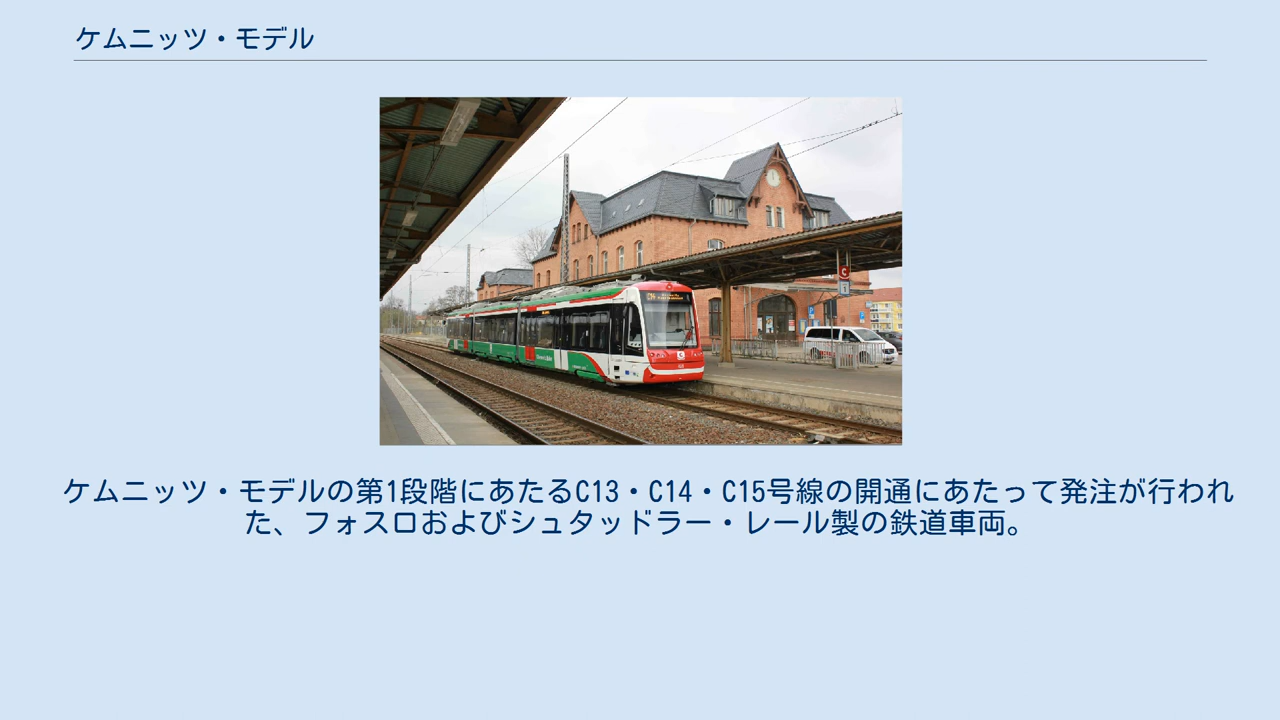 ケムニッツ・モデル
C
ケムニッツ・モデルの第1段階にあたるC13・C14・C15号線の開通にあたって発注が行われ
た、フォスロおよびシュタッドラー・レール製の鉄道車両。